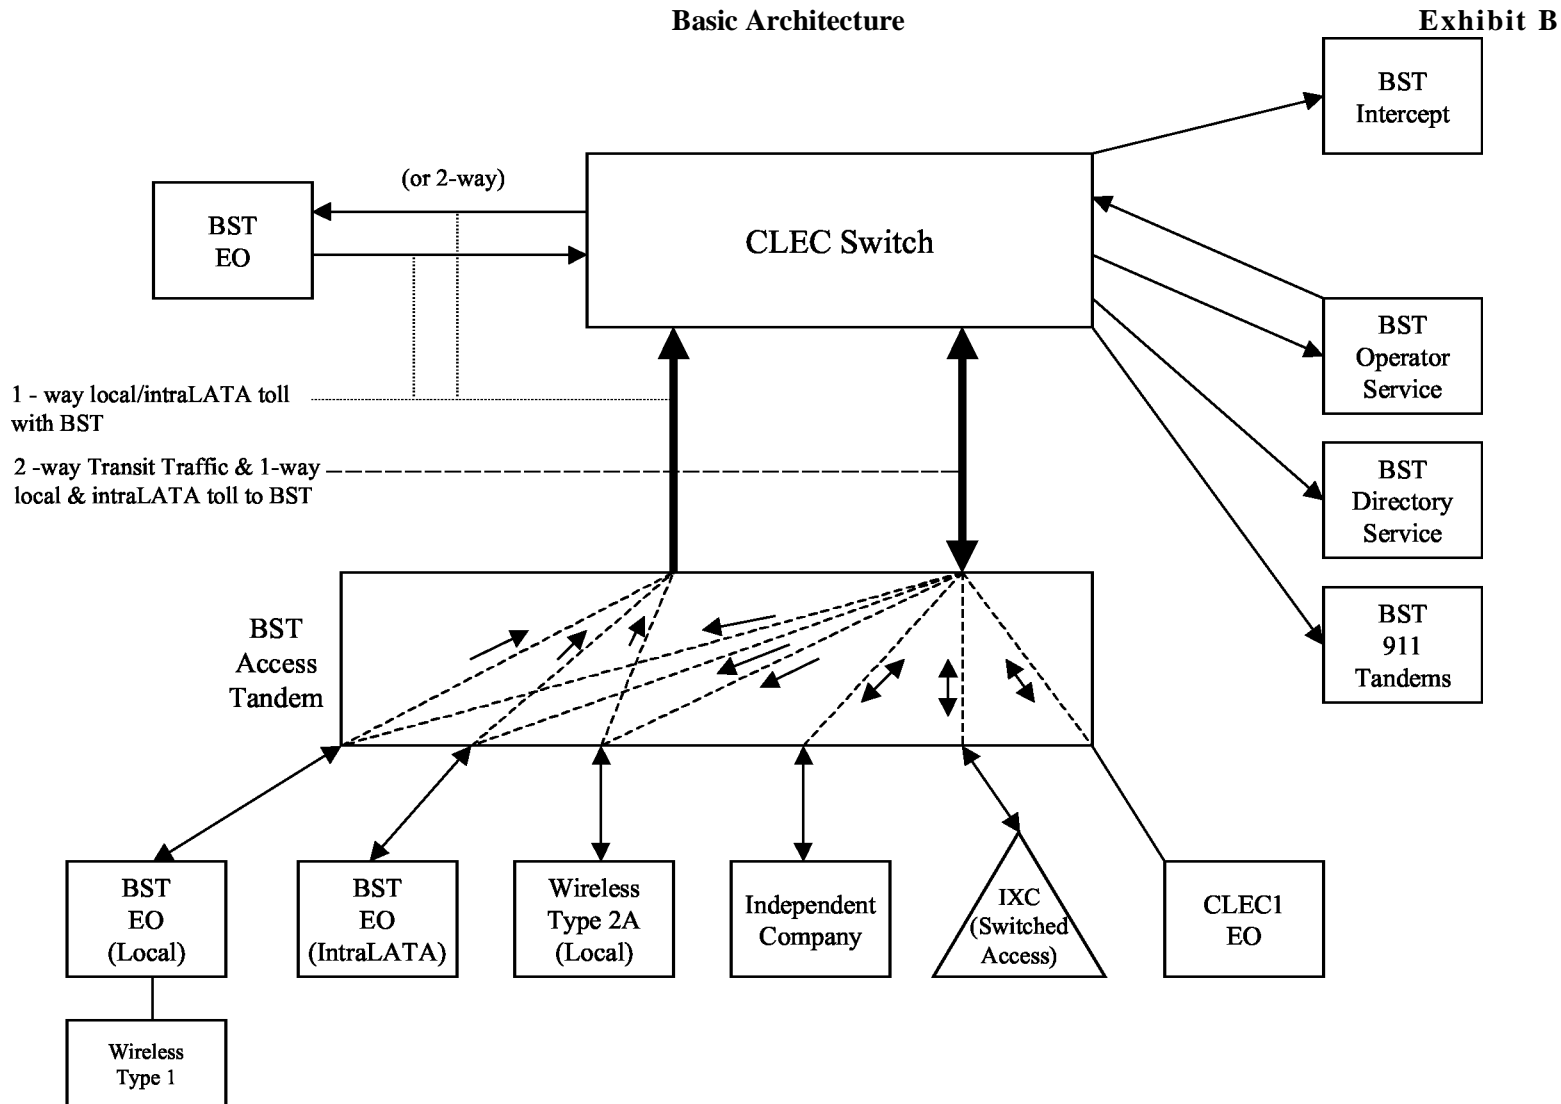 Basic Architecture
Exhibit B
BST
Intercept
(or 2-way)
BST
EO
CLEC Switch
BST
Operator
Service
1 - way local/intraLATA toll
with BST
2 -way Transit Traffic & 1-way
local & intraLATA toll to BST
BST
Directory
Service
BST
911
Tandems
BST
Access
Tandem
BST
EO
(Local)
BST
EO
(IntraLATA)
Wireless
Type 2A
(Local)
Independent
Company
IXC
(Switched
Access)
CLEC1
EO
Wireless
Type 1